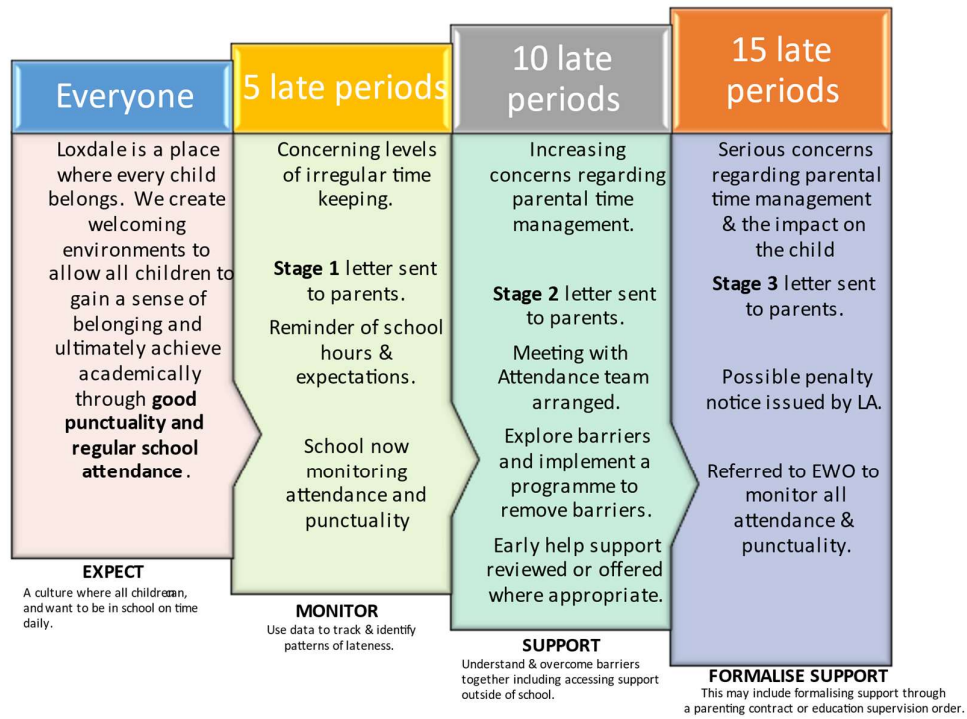 Everyone
Loxdale is a place
where every child
belongs. We create
welcoming
environments to
allow all children to
gain a sense of
belonging and
ultimately achieve
academically
through good
punctuality and
regular school
attendance.
EXPECT
A culture where all children can,
and want to be in school on time
daily.
5 late periods
Concerning levels
of irregular time
keeping.
Stage 1 letter sent
to parents.
Reminder of school
hours &
expectations.
School now
monitoring
attendance and
punctuality
MONITOR
Use data to track & identify
patterns of lateness.
10 late
periods
Increasing
concerns regarding
parental time
management.
Stage 2 letter sent
to parents.
Meeting with
Attendance team
arranged.
Explore barriers
and implement a
programme to
remove barriers.
Early help support
reviewed or offered
where appropriate.
SUPPORT
Understand & overcome barriers
together including accessing support
outside of school.
15 late
periods
Serious concerns
regarding parental
time management
& the impact on
the child
Stage 3 letter sent
to parents.
Possible penalty
notice issued by LA.
Referred to EWO to
monitor all
attendance &
punctuality.
FORMALISE SUPPORT
This may include formalising support through
a parenting contract or education supervision order.